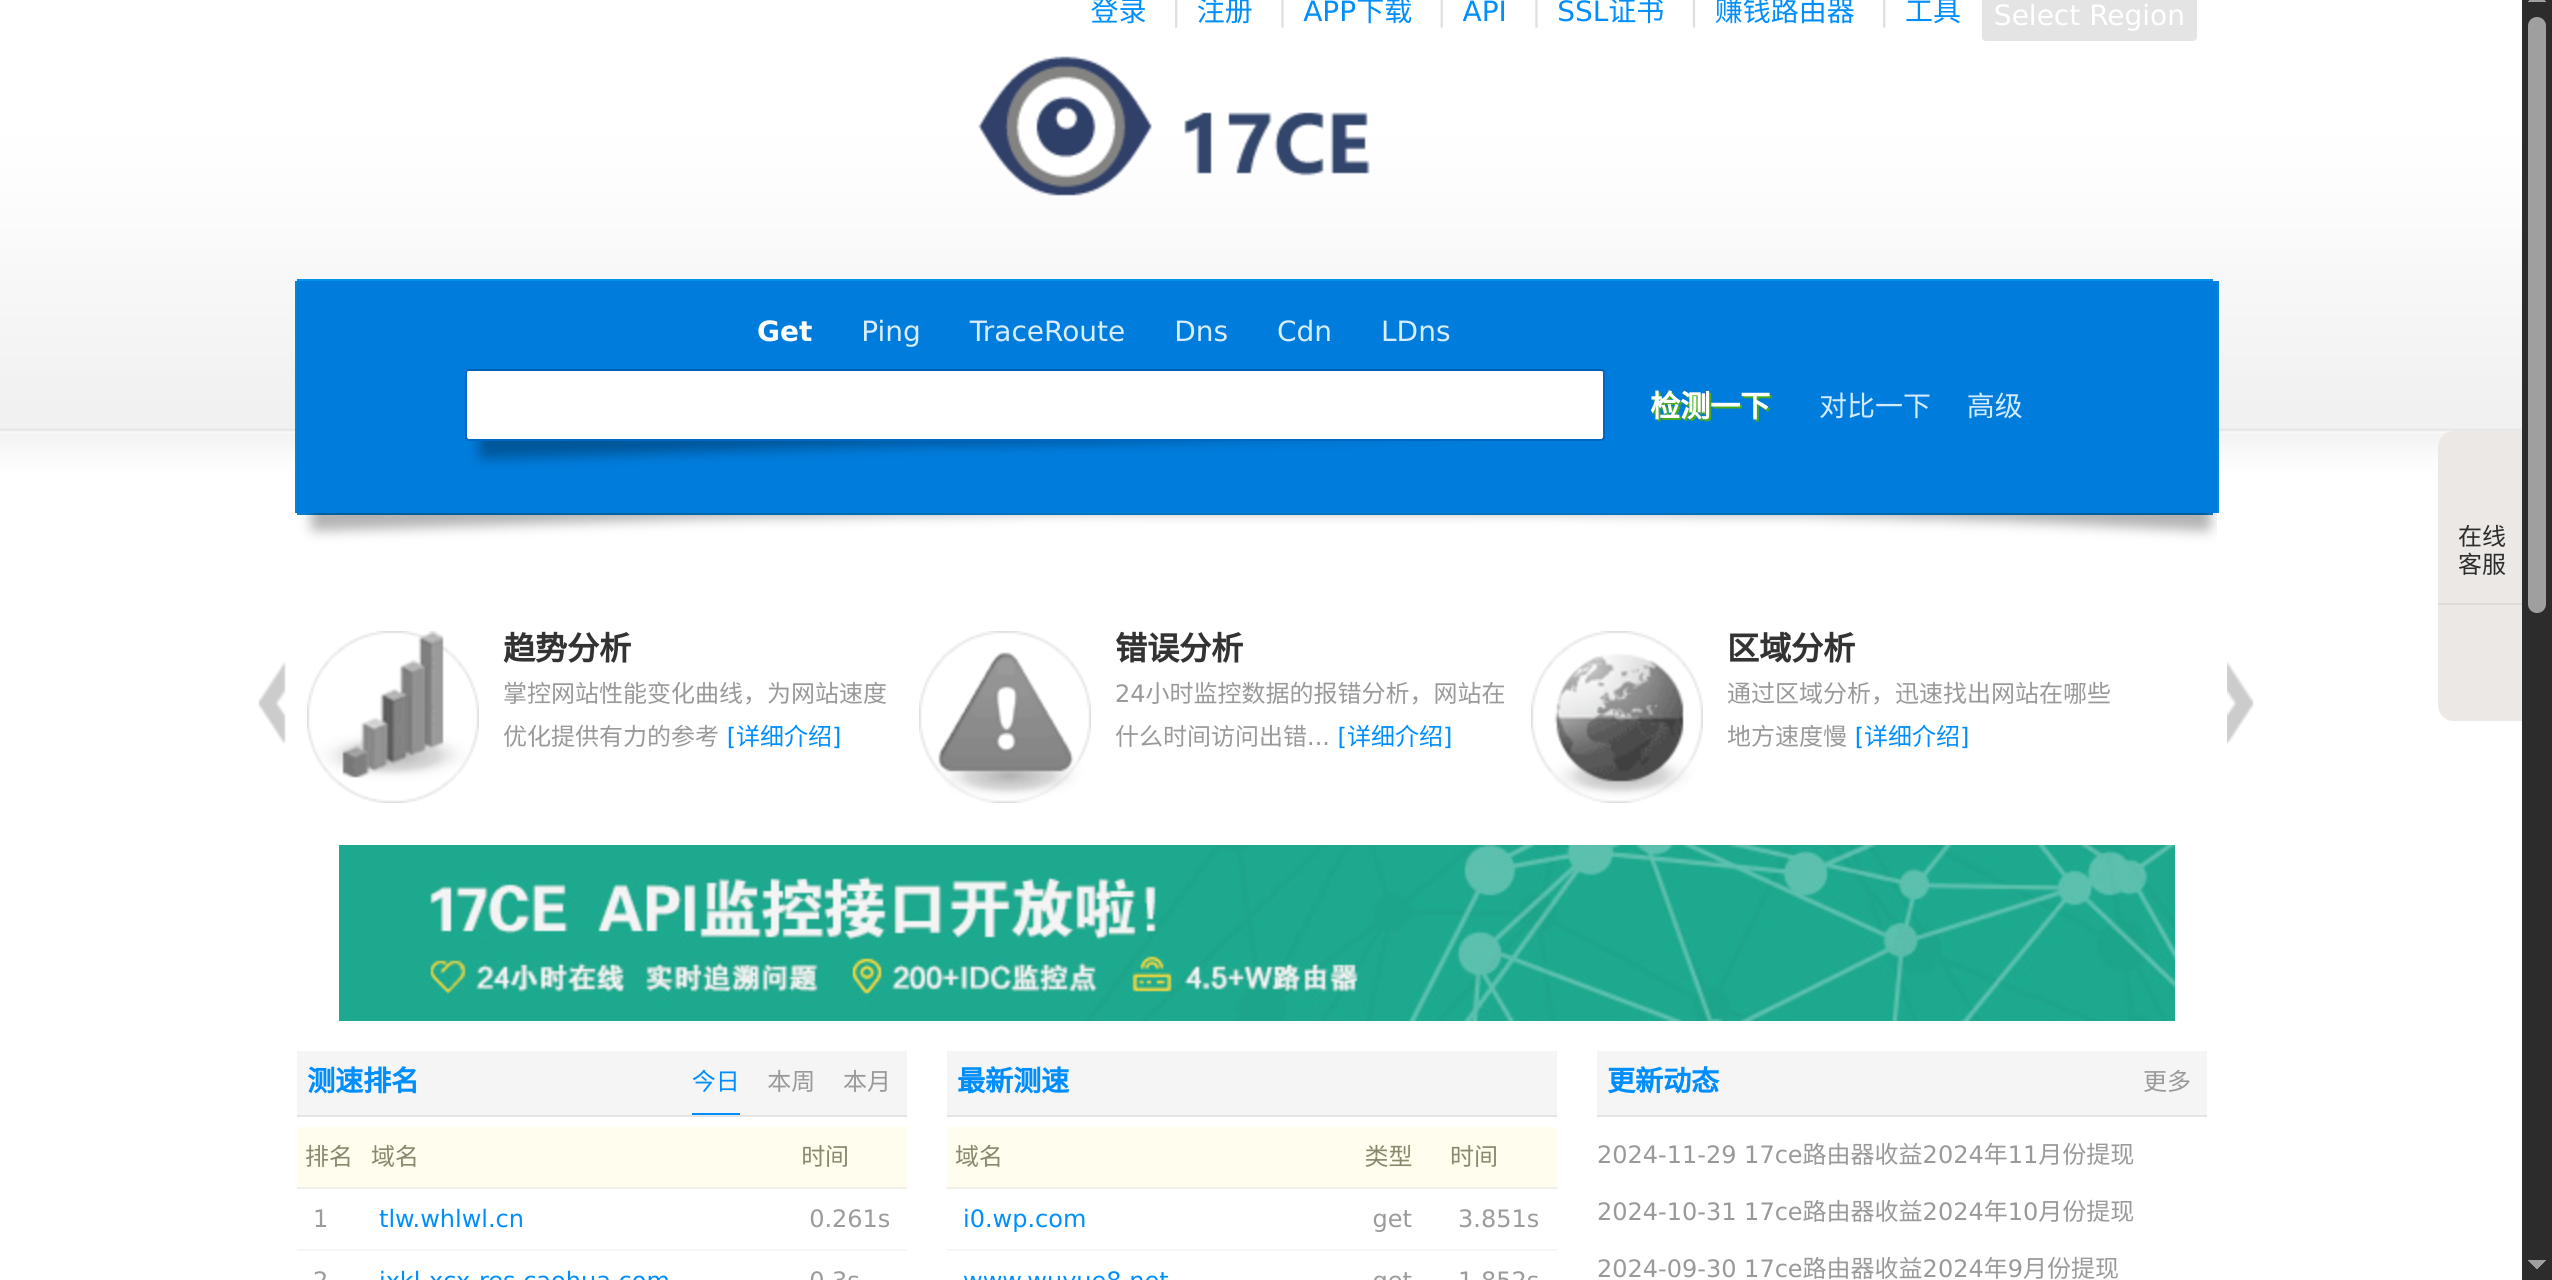 登录 注册 APP下载 API SSL证书 赚钱路由器 工具 Select Region
17CE
Get Ping TraceRoute Dns Cdn LDns
检测一下 对比一下 高级
在线
客服
趋势分析
掌控网站性能变化曲线，为网站速度
优化提供有力的参考 [详细介绍]
错误分析
24小时监控数据的报错分析，网站在
什么时间访问出错... [详细介绍]
区域分析
通过区域分析，迅速找出网站在哪些
地方速度慢 [详细介绍]
17CE API监控接口开放啦！
24小时在线 实时追溯问题 200+IDC监控点 4.5+W路由器
测速排名 今日 本周 本月
排名 域名 时间
1 tlw.whlwl.cn 0.261s
最新测速
域名 类型 时间
i0.wp.com get 3.851s
更新动态 更多
2024-11-29 17ce路由器收益2024年11月份提现
2024-10-31 17ce路由器收益2024年10月份提现
2024-09-30 17ce路由器收益2024年9月份提现